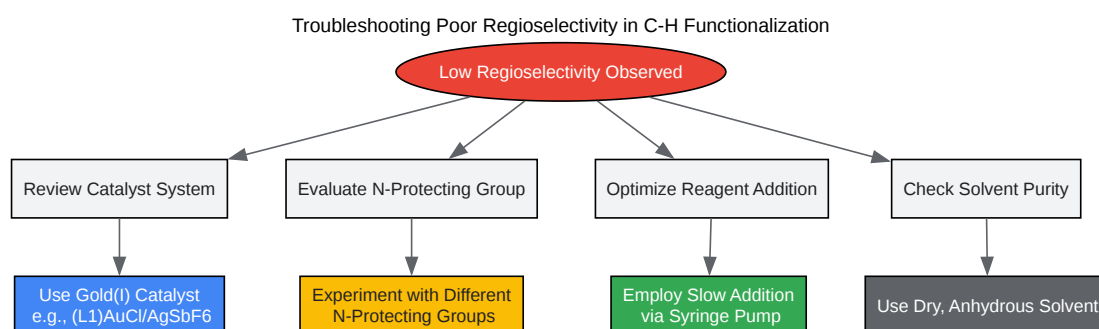 Troubleshooting Poor Regioselectivity in C-H Functionalization
Low Regioselectivity Observed
Review Catalyst System
Evaluate N-Protecting Group
Optimize Reagent Addition
Check Solvent Purity
Use Gold(I) Catalyst
e.g., (L1)AuCl/AgSbF6
Experiment with Different
N-Protecting Groups
Employ Slow Addition
via Syringe Pump
Use Dry, Anhydrous Solvent